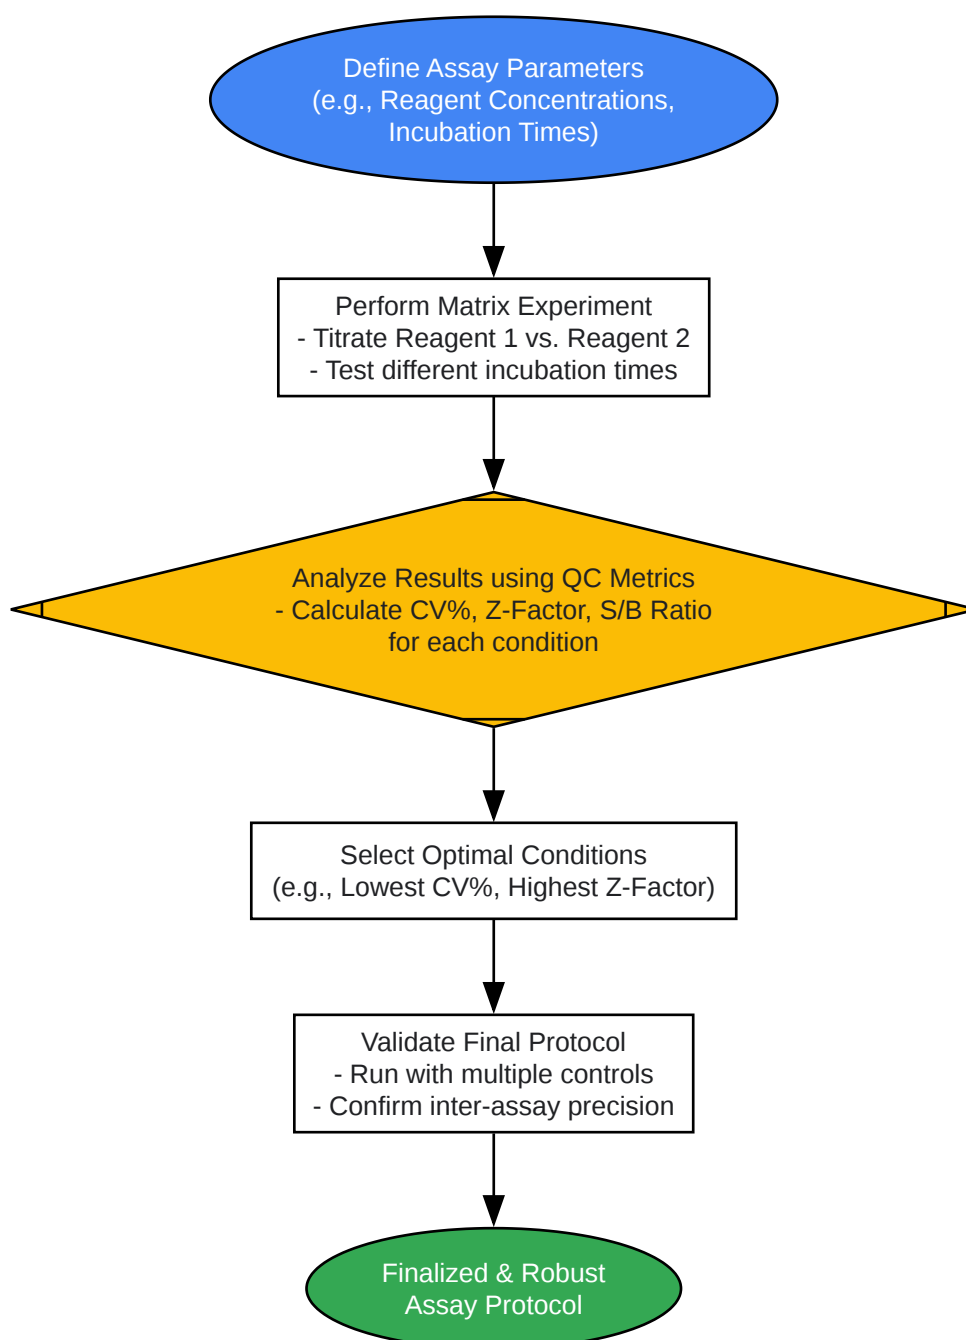 Define Assay Parameters
(e.g., Reagent Concentrations,
Incubation Times)
Perform Matrix Experiment
- Titrate Reagent 1 vs. Reagent 2
- Test different incubation times
Analyze Results using QC Metrics
- Calculate CV%, Z-Factor, S/B Ratio
for each condition
Select Optimal Conditions
(e.g., Lowest CV%, Highest Z-Factor)
Validate Final Protocol
- Run with multiple controls
- Confirm inter-assay precision
Finalized & Robust
Assay Protocol